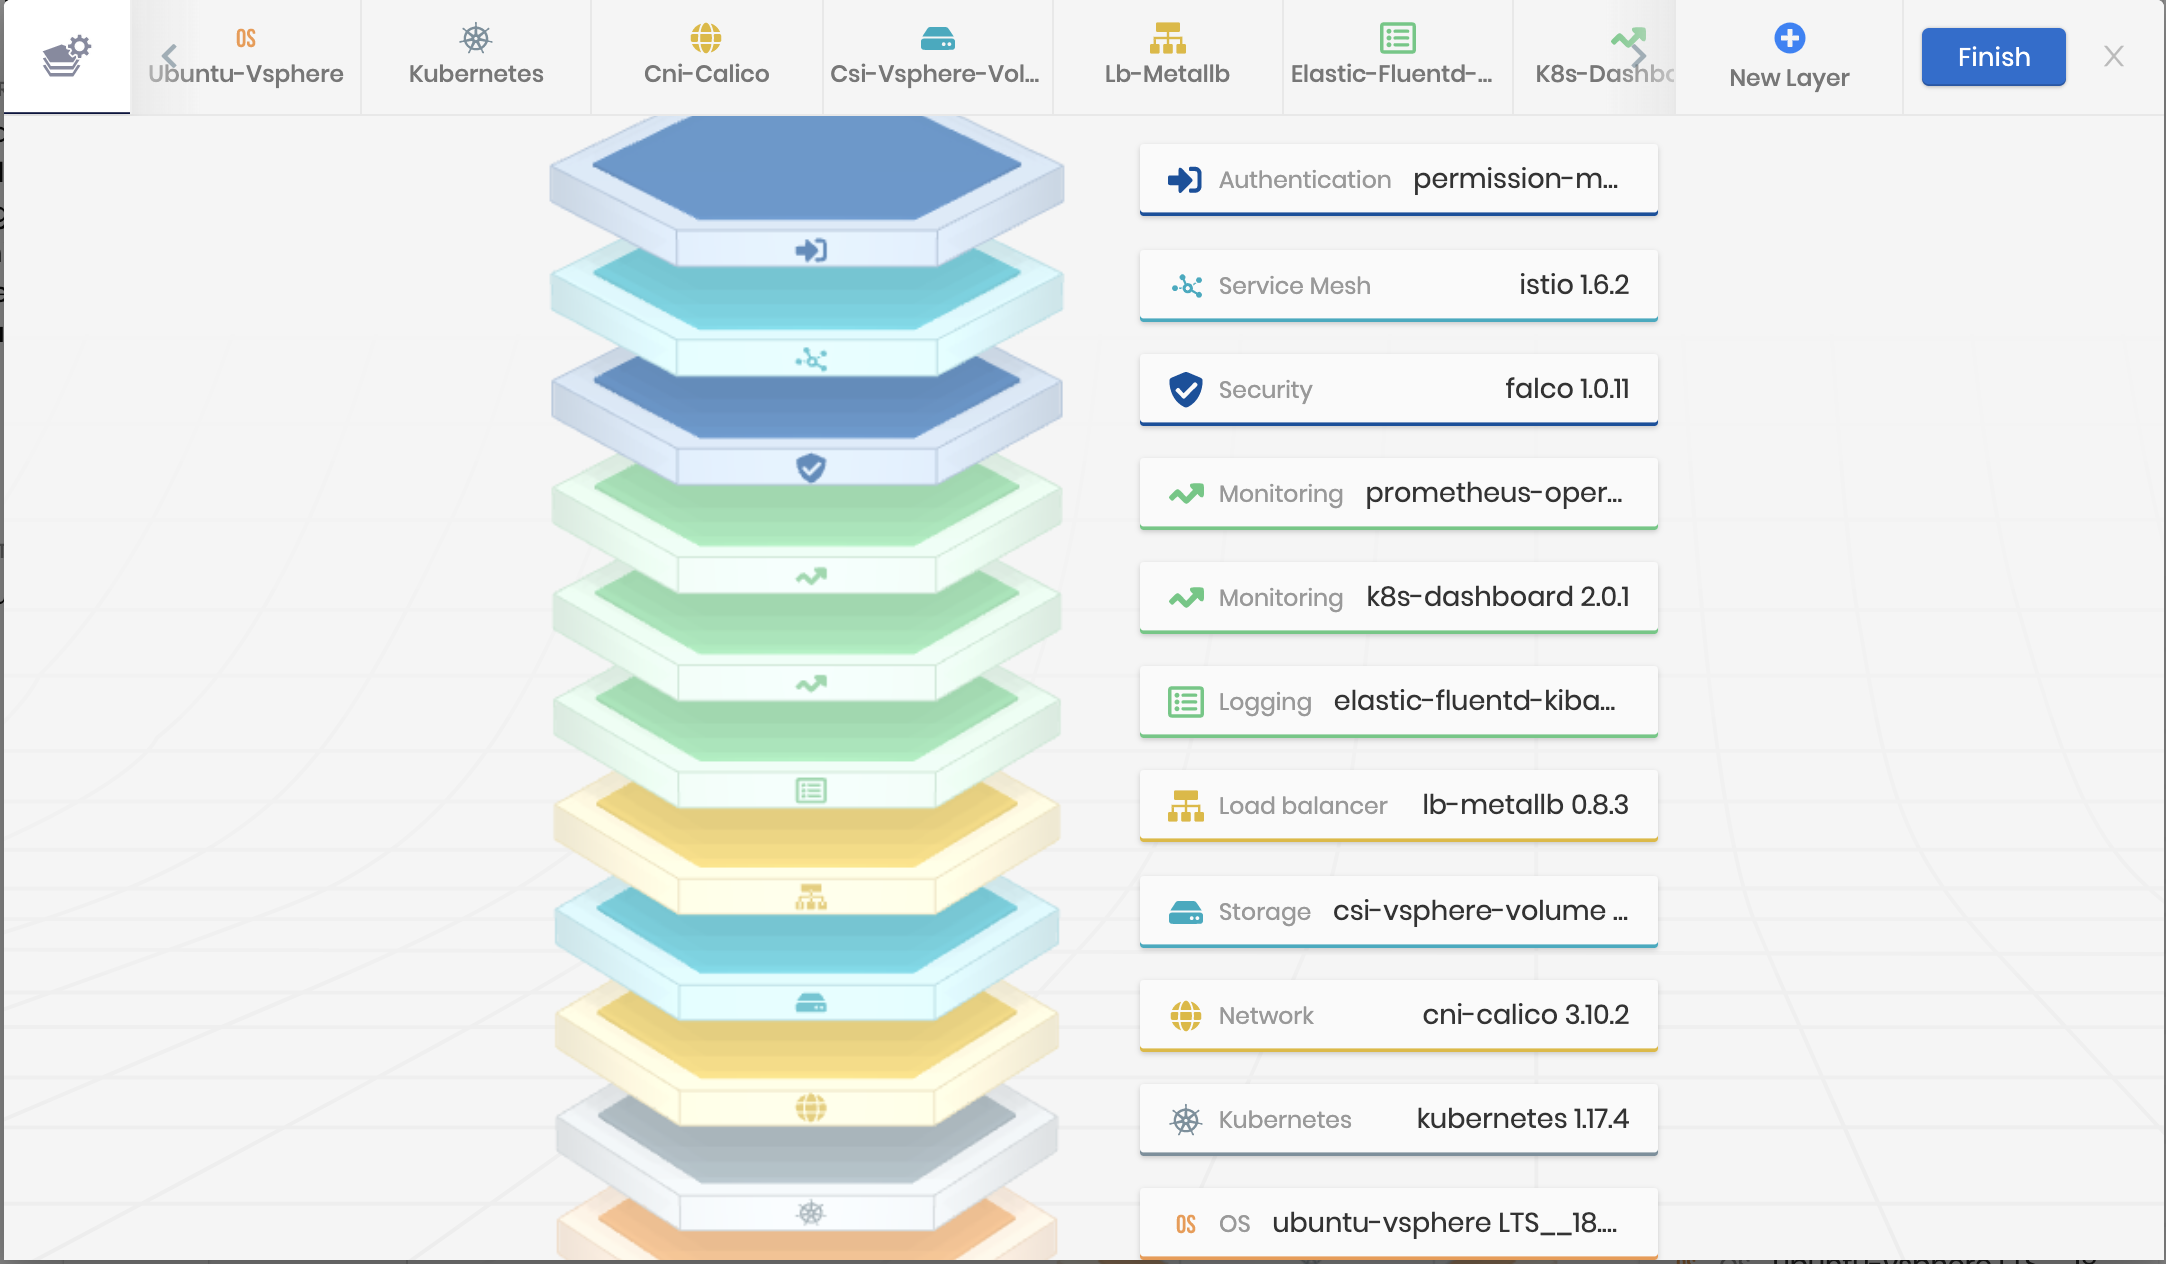 OS
Ubuntu-Vsphere
Kubernetes
Cni-Calico
Csi-Vsphere-Vol...
Lb-Metallb
Elastic-Fluentd-...
K8s-Dashbo
New Layer
Finish
Authentication permission-m...
Service Mesh istio 1.6.2
Security falco 1.0.11
Monitoring prometheus-oper...
Monitoring k8s-dashboard 2.0.1
Logging elastic-fluentd-kiba...
Load balancer lb-metallb 0.8.3
Storage csi-vsphere-volume ...
Network cni-calico 3.10.2
Kubernetes kubernetes 1.17.4
OS OS ubuntu-vsphere LTS__18....